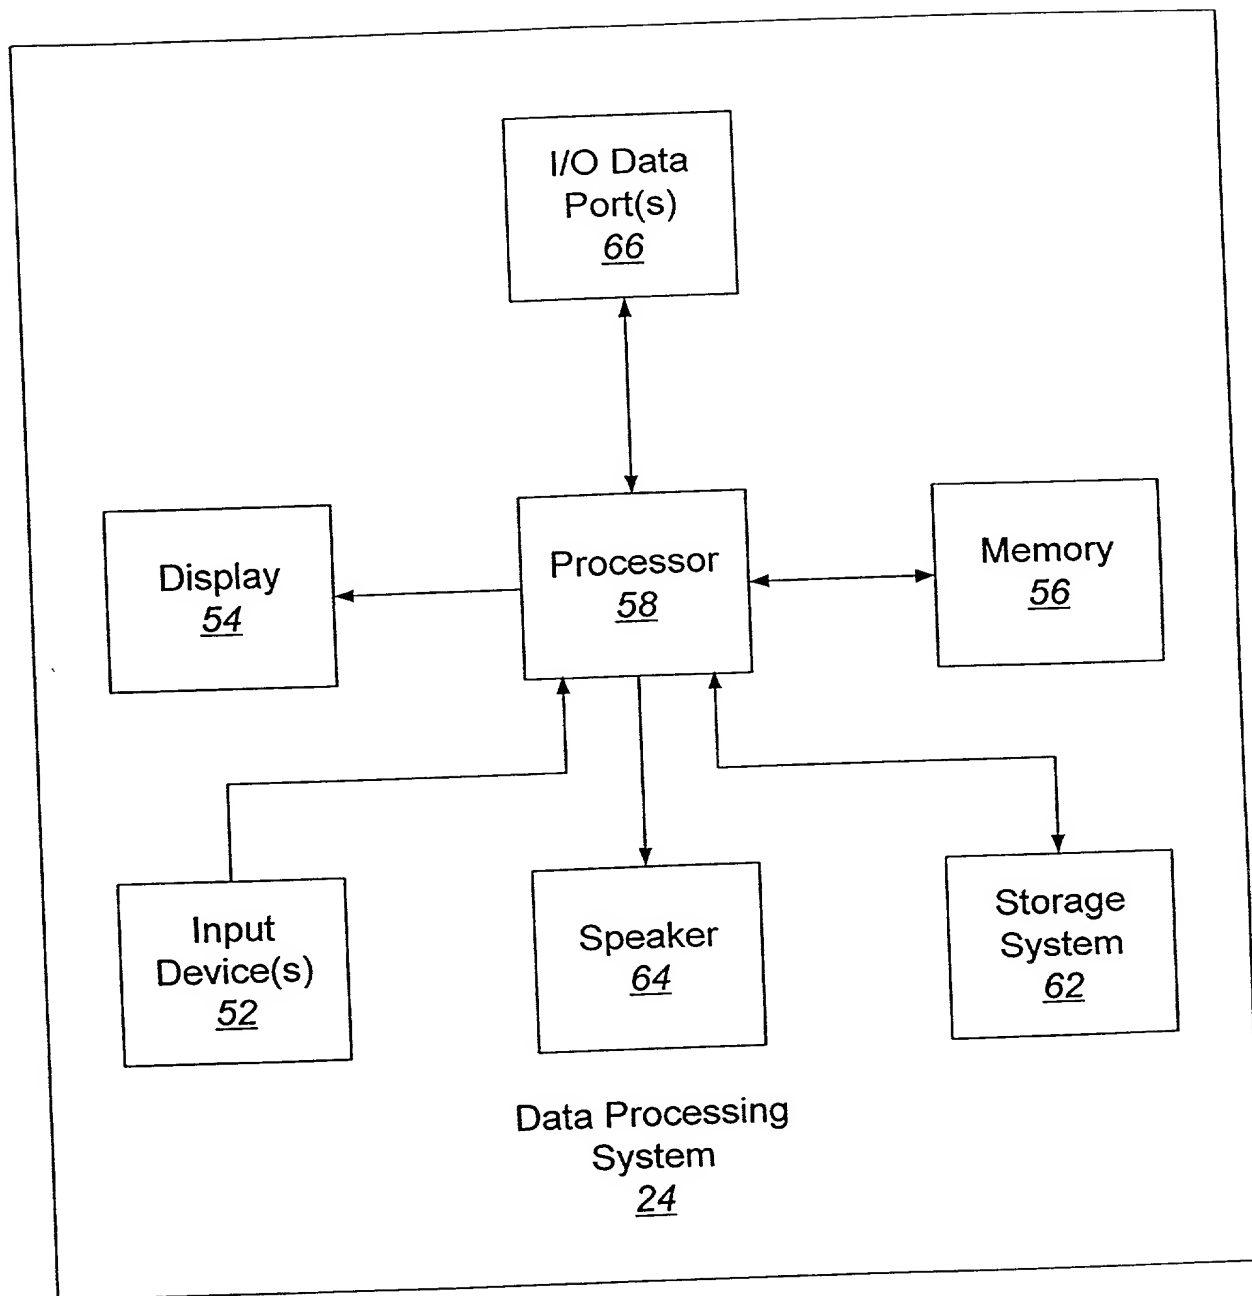 I/O Data
Port(s)
66
Display
54
Processor
58
Memory
56
Input
Device(s)
52
Speaker
64
Storage
System
62
Data Processing
System
24